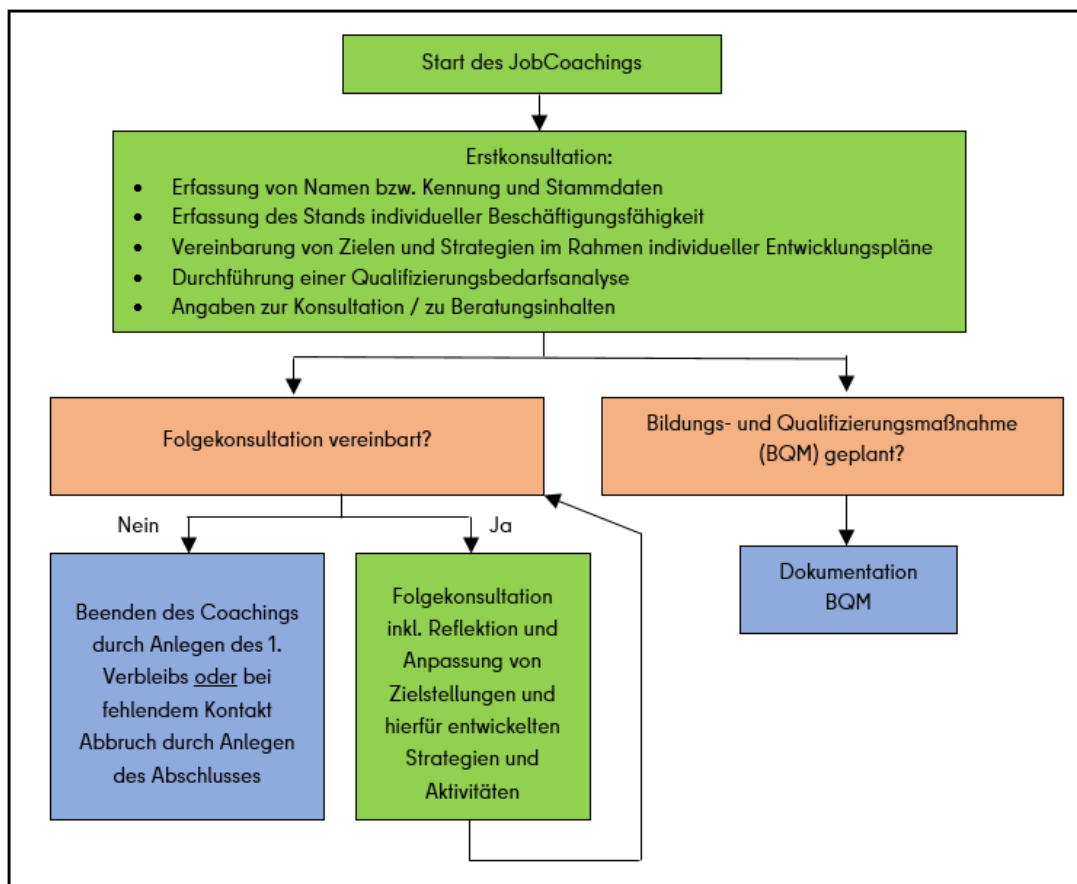 Start des JobCoachings
Erstkonsultation:
• Erfassung von Namen bzw. Kennung und Stammdaten
• Erfassung des Stands individueller Beschäftigungsfähigkeit
• Vereinbarung von Zielen und Strategien im Rahmen individueller Entwicklungspläne
• Durchführung einer Qualifizierungsbedarfsanalyse
• Angaben zur Konsultation / zu Beratungsinhalten
Folgekonsultation vereinbart?
Bildungs- und Qualifizierungsmaßnahme
(BQM) geplant?
Nein
Ja
Beenden des Coachings
durch Anlegen des 1.
Verbleibs oder bei
fehlendem Kontakt
Abbruch durch Anlegen
des Abschlusses
Folgekonsultation
inkl. Reflektion und
Anpassung von
Zielstellungen und
hierfür entwickelten
Strategien und
Aktivitäten
Dokumentation
BQM